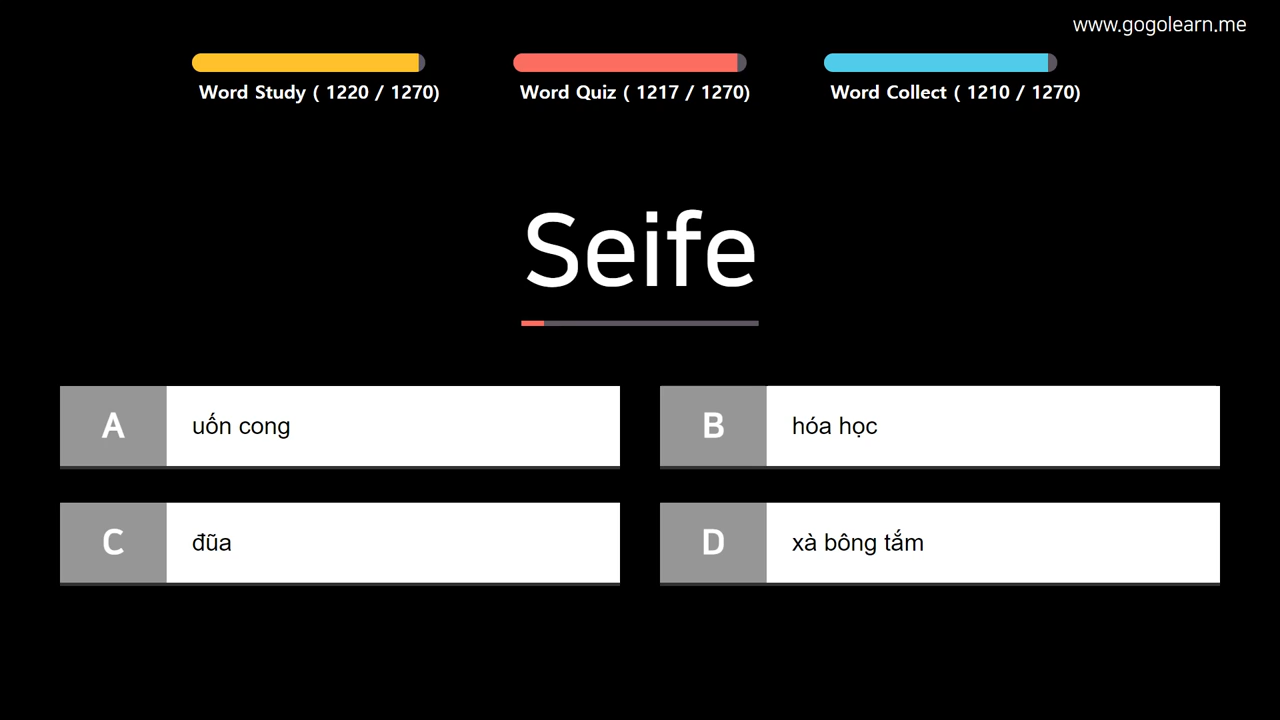 www.gogolearn.me
Word Study ( 1220 / 1270)
Word Quiz ( 1217 / 1270)
Word Collect ( 1210 / 1270)
Seife
A uốn cong
B hóa học
C đũa
D xà bông tắm